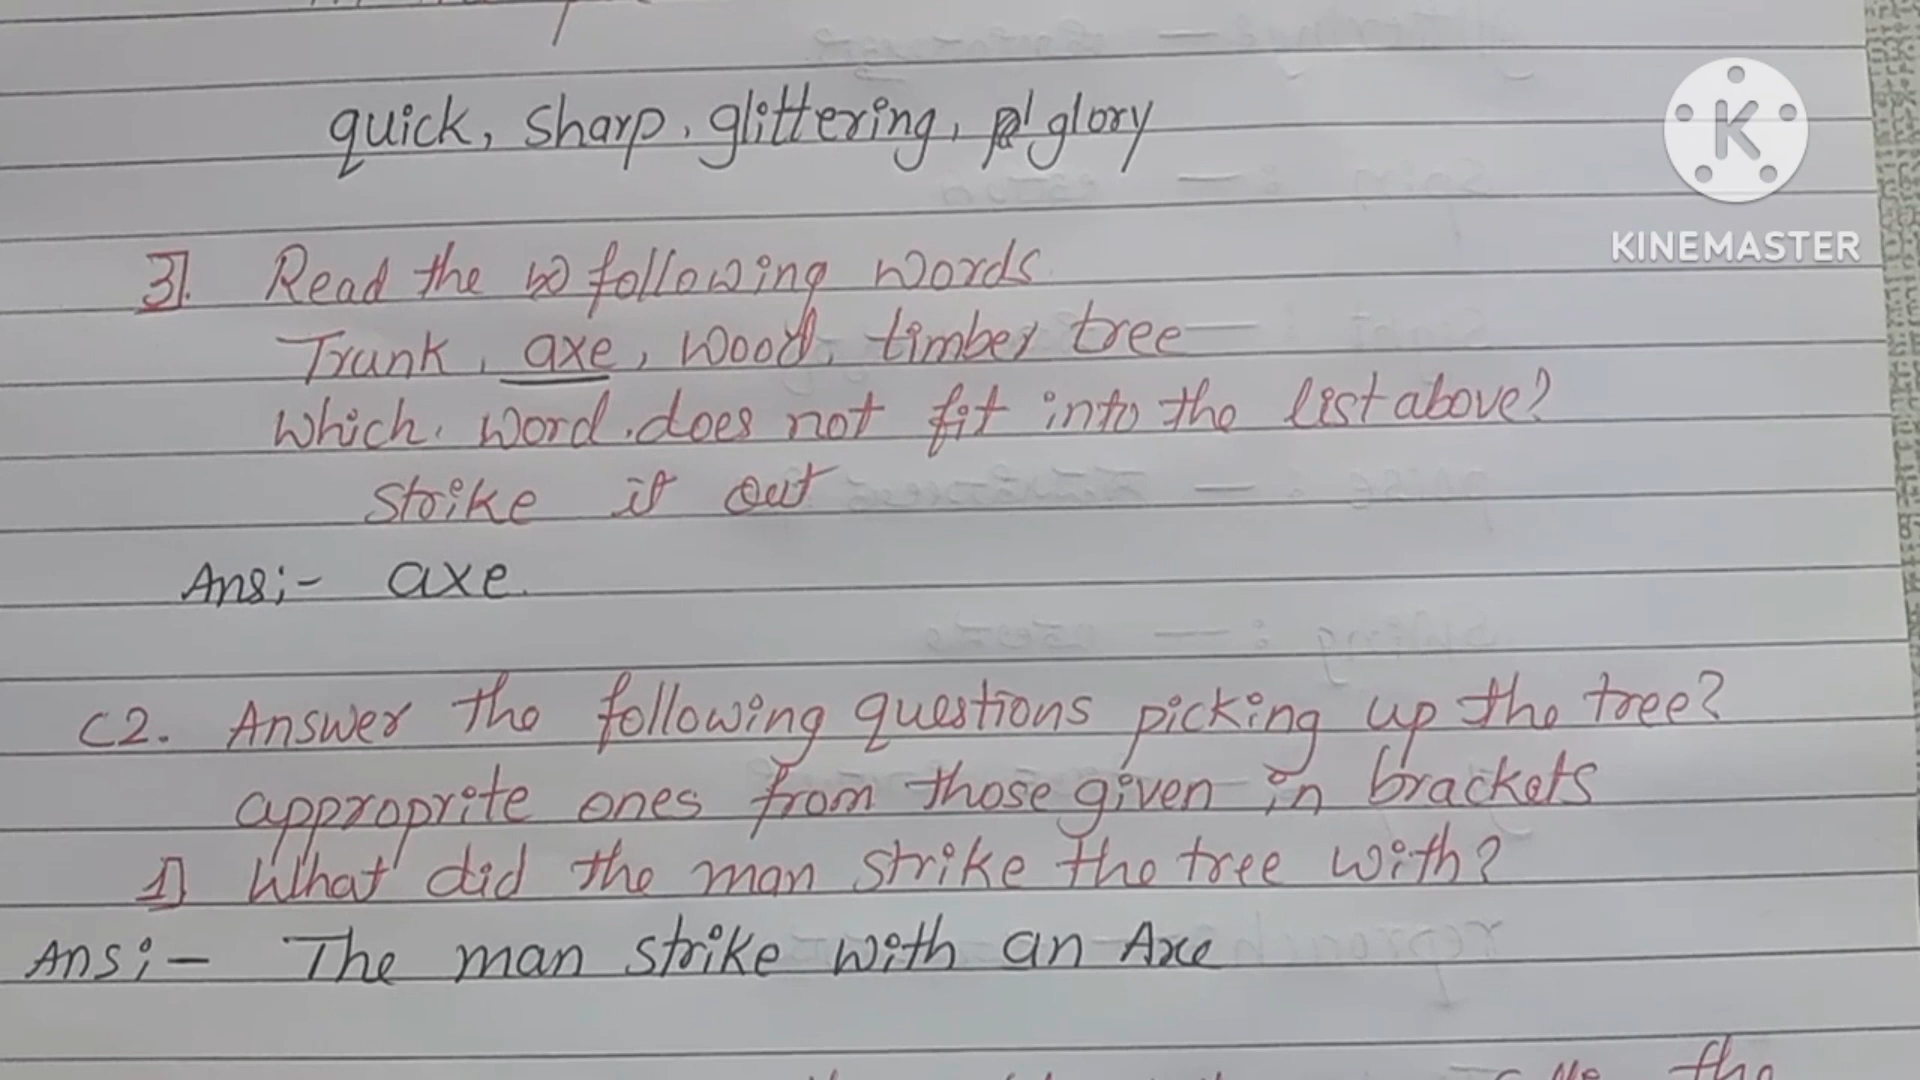 quick, sharp, glittering, glory
3]. Read the following words
Trunk, axe, wood, timber tree
which word does not fit into the list above?
strike it out
Ans;- axe.
C2. Answer the following questions picking up the tree?
approprite ones from those given in brackets
1] What did the man strike the tree with?
Ans;- The man strike with an Axe
the
K
KINEMASTER